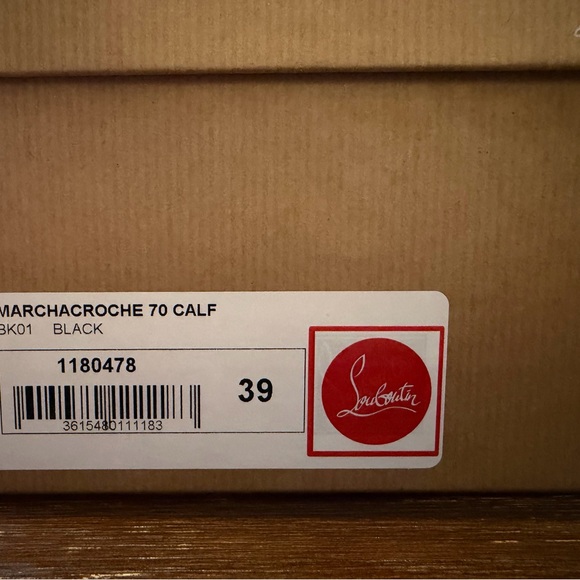 MARCHACROCHE 70 CALF
BK01 BLACK
1180478
39
3615480111183
Louboutin